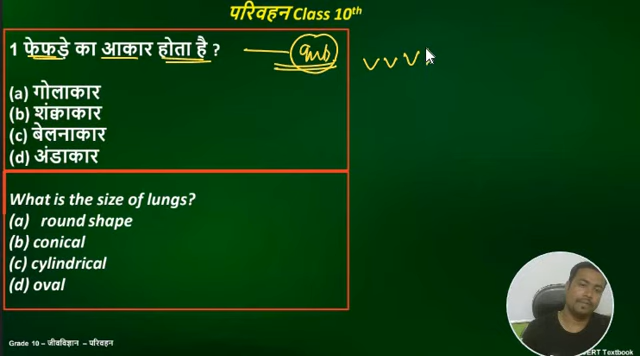 परिवहन Class 10th
1 फेफड़े का आकार होता है ?
(a) गोलाकार
(b) शंक्वाकार
(c) बेलनाकार
(d) अंडाकार
What is the size of lungs?
(a) round shape
(b) conical
(c) cylindrical
(d) oval
Grade 10 – जीवविज्ञान – परिवहन
ERT Textbook